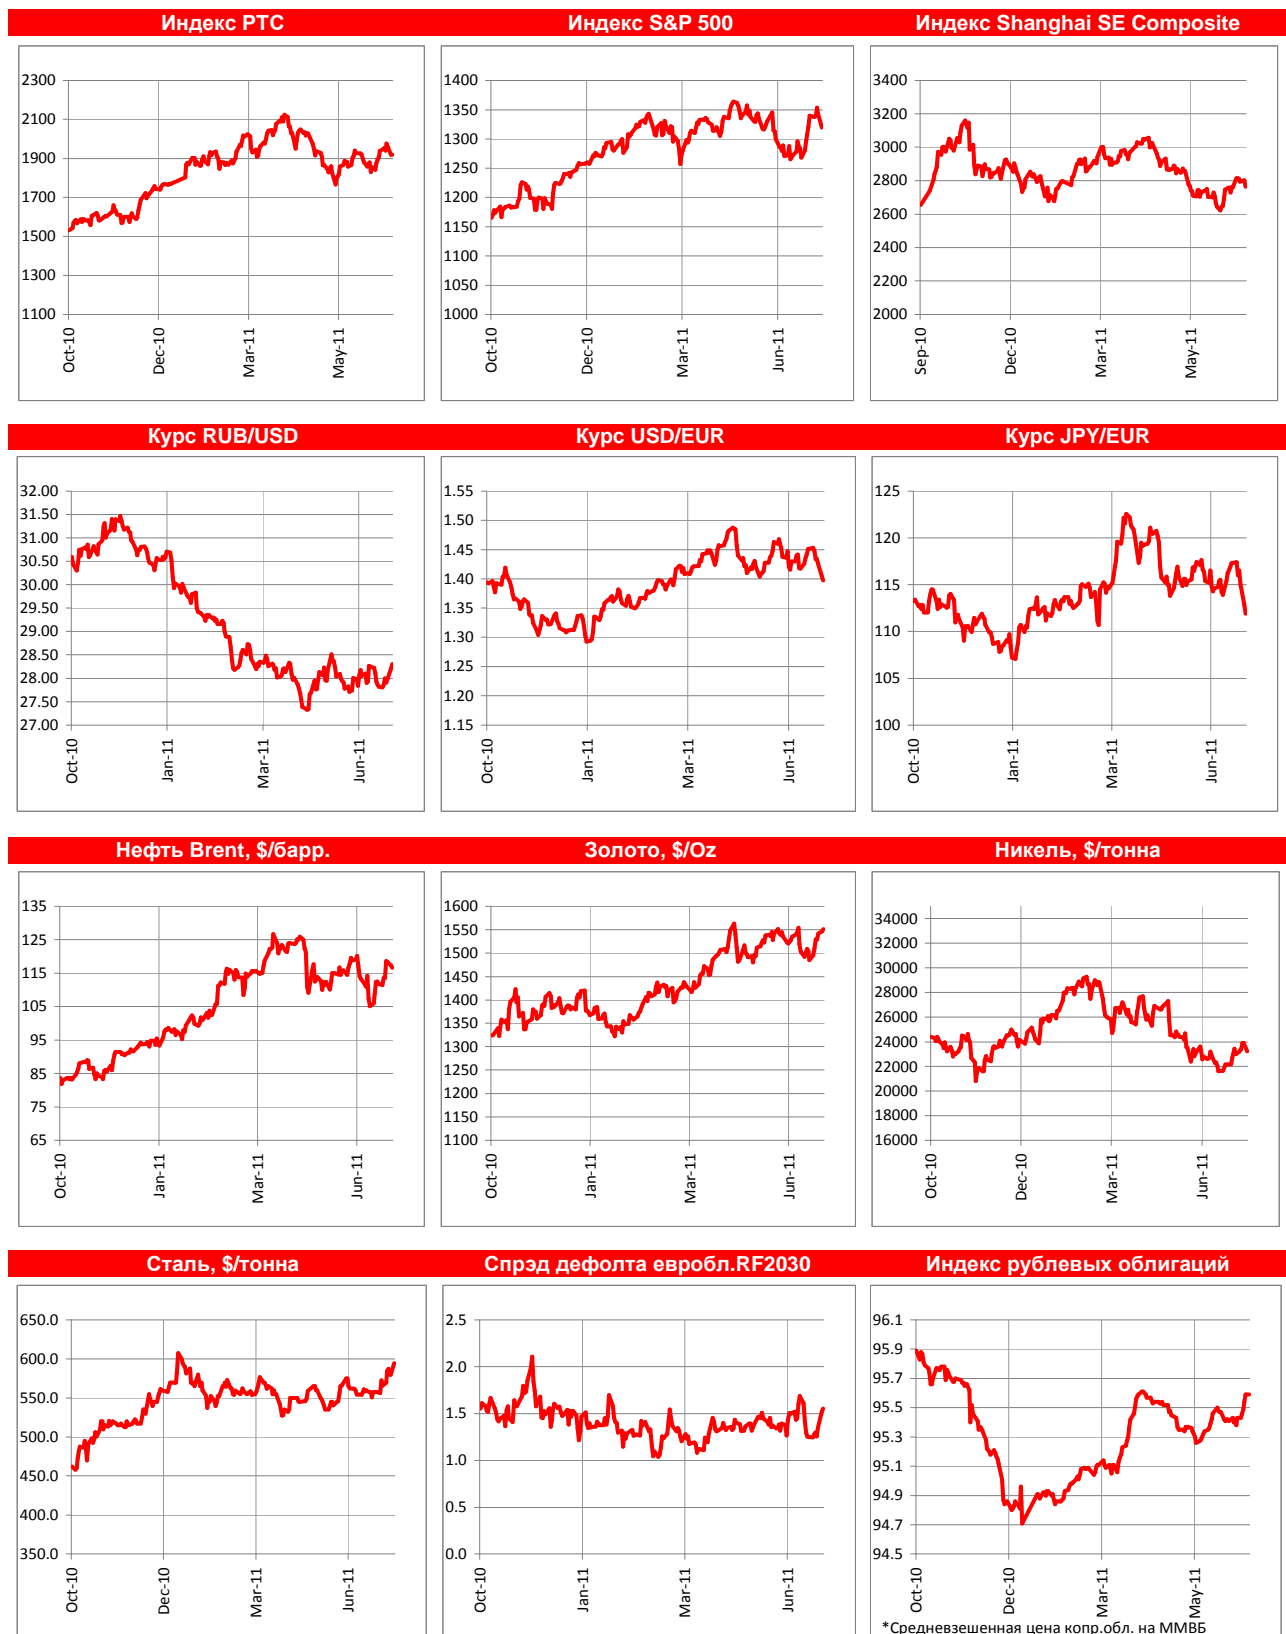 Индекс РТС
Индекс S&P 500
Индекс Shanghai SE Composite
2300
2100
1900
1700
1500
1300
1100
Oct-10
Dec-10
Mar-11
May-11
1400
1350
1300
1250
1200
1150
1100
1050
1000
Oct-10
Dec-10
Mar-11
Jun-11
3400
3200
3000
2800
2600
2400
2200
2000
Sep-10
Dec-10
Mar-11
May-11
Курс RUB/USD
Курс USD/EUR
Курс JPY/EUR
32.00
31.50
31.00
30.50
30.00
29.50
29.00
28.50
28.00
27.50
27.00
Oct-10
Jan-11
Mar-11
Jun-11
1.55
1.50
1.45
1.40
1.35
1.30
1.25
1.20
1.15
Oct-10
Jan-11
Mar-11
Jun-11
125
120
115
110
105
100
Oct-10
Jan-11
Mar-11
Jun-11
Нефть Brent, $/барр.
Золото, $/Oz
Никель, $/тонна
135
125
115
105
95
85
75
65
Oct-10
Jan-11
Mar-11
Jun-11
1600
1550
1500
1450
1400
1350
1300
1250
1200
1150
1100
Oct-10
Jan-11
Mar-11
Jun-11
34000
32000
30000
28000
26000
24000
22000
20000
18000
16000
Oct-10
Dec-10
Mar-11
Jun-11
Сталь, $/тонна
Спрэд дефолта евробл.RF2030
Индекс рублевых облигаций
650.0
600.0
550.0
500.0
450.0
400.0
350.0
Oct-10
Dec-10
Mar-11
Jun-11
2.5
2.0
1.5
1.0
0.5
0.0
Oct-10
Jan-11
Mar-11
Jun-11
96.1
95.9
95.7
95.5
95.3
95.1
94.9
94.7
94.5
Oct-10
Dec-10
Mar-11
May-11
*Средневзешенная цена копр.обл. на ММВБ